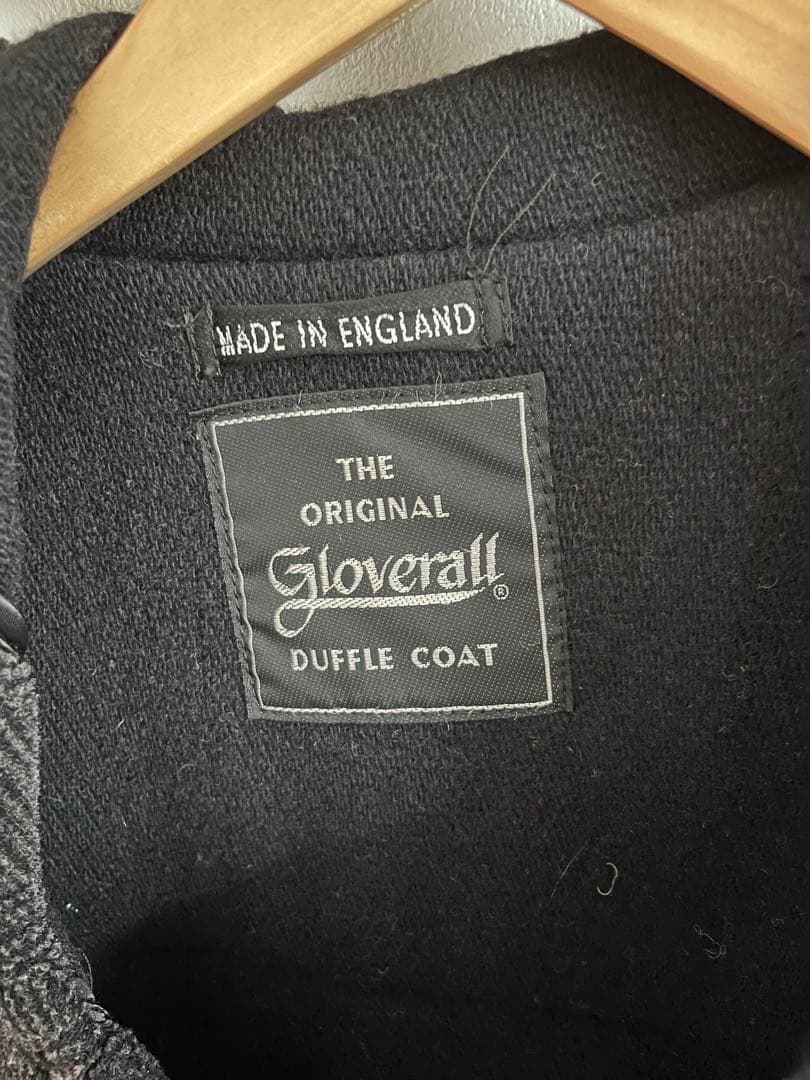 MADE IN ENGLAND
THE
ORIGINAL
Gloverall®
DUFFLE COAT